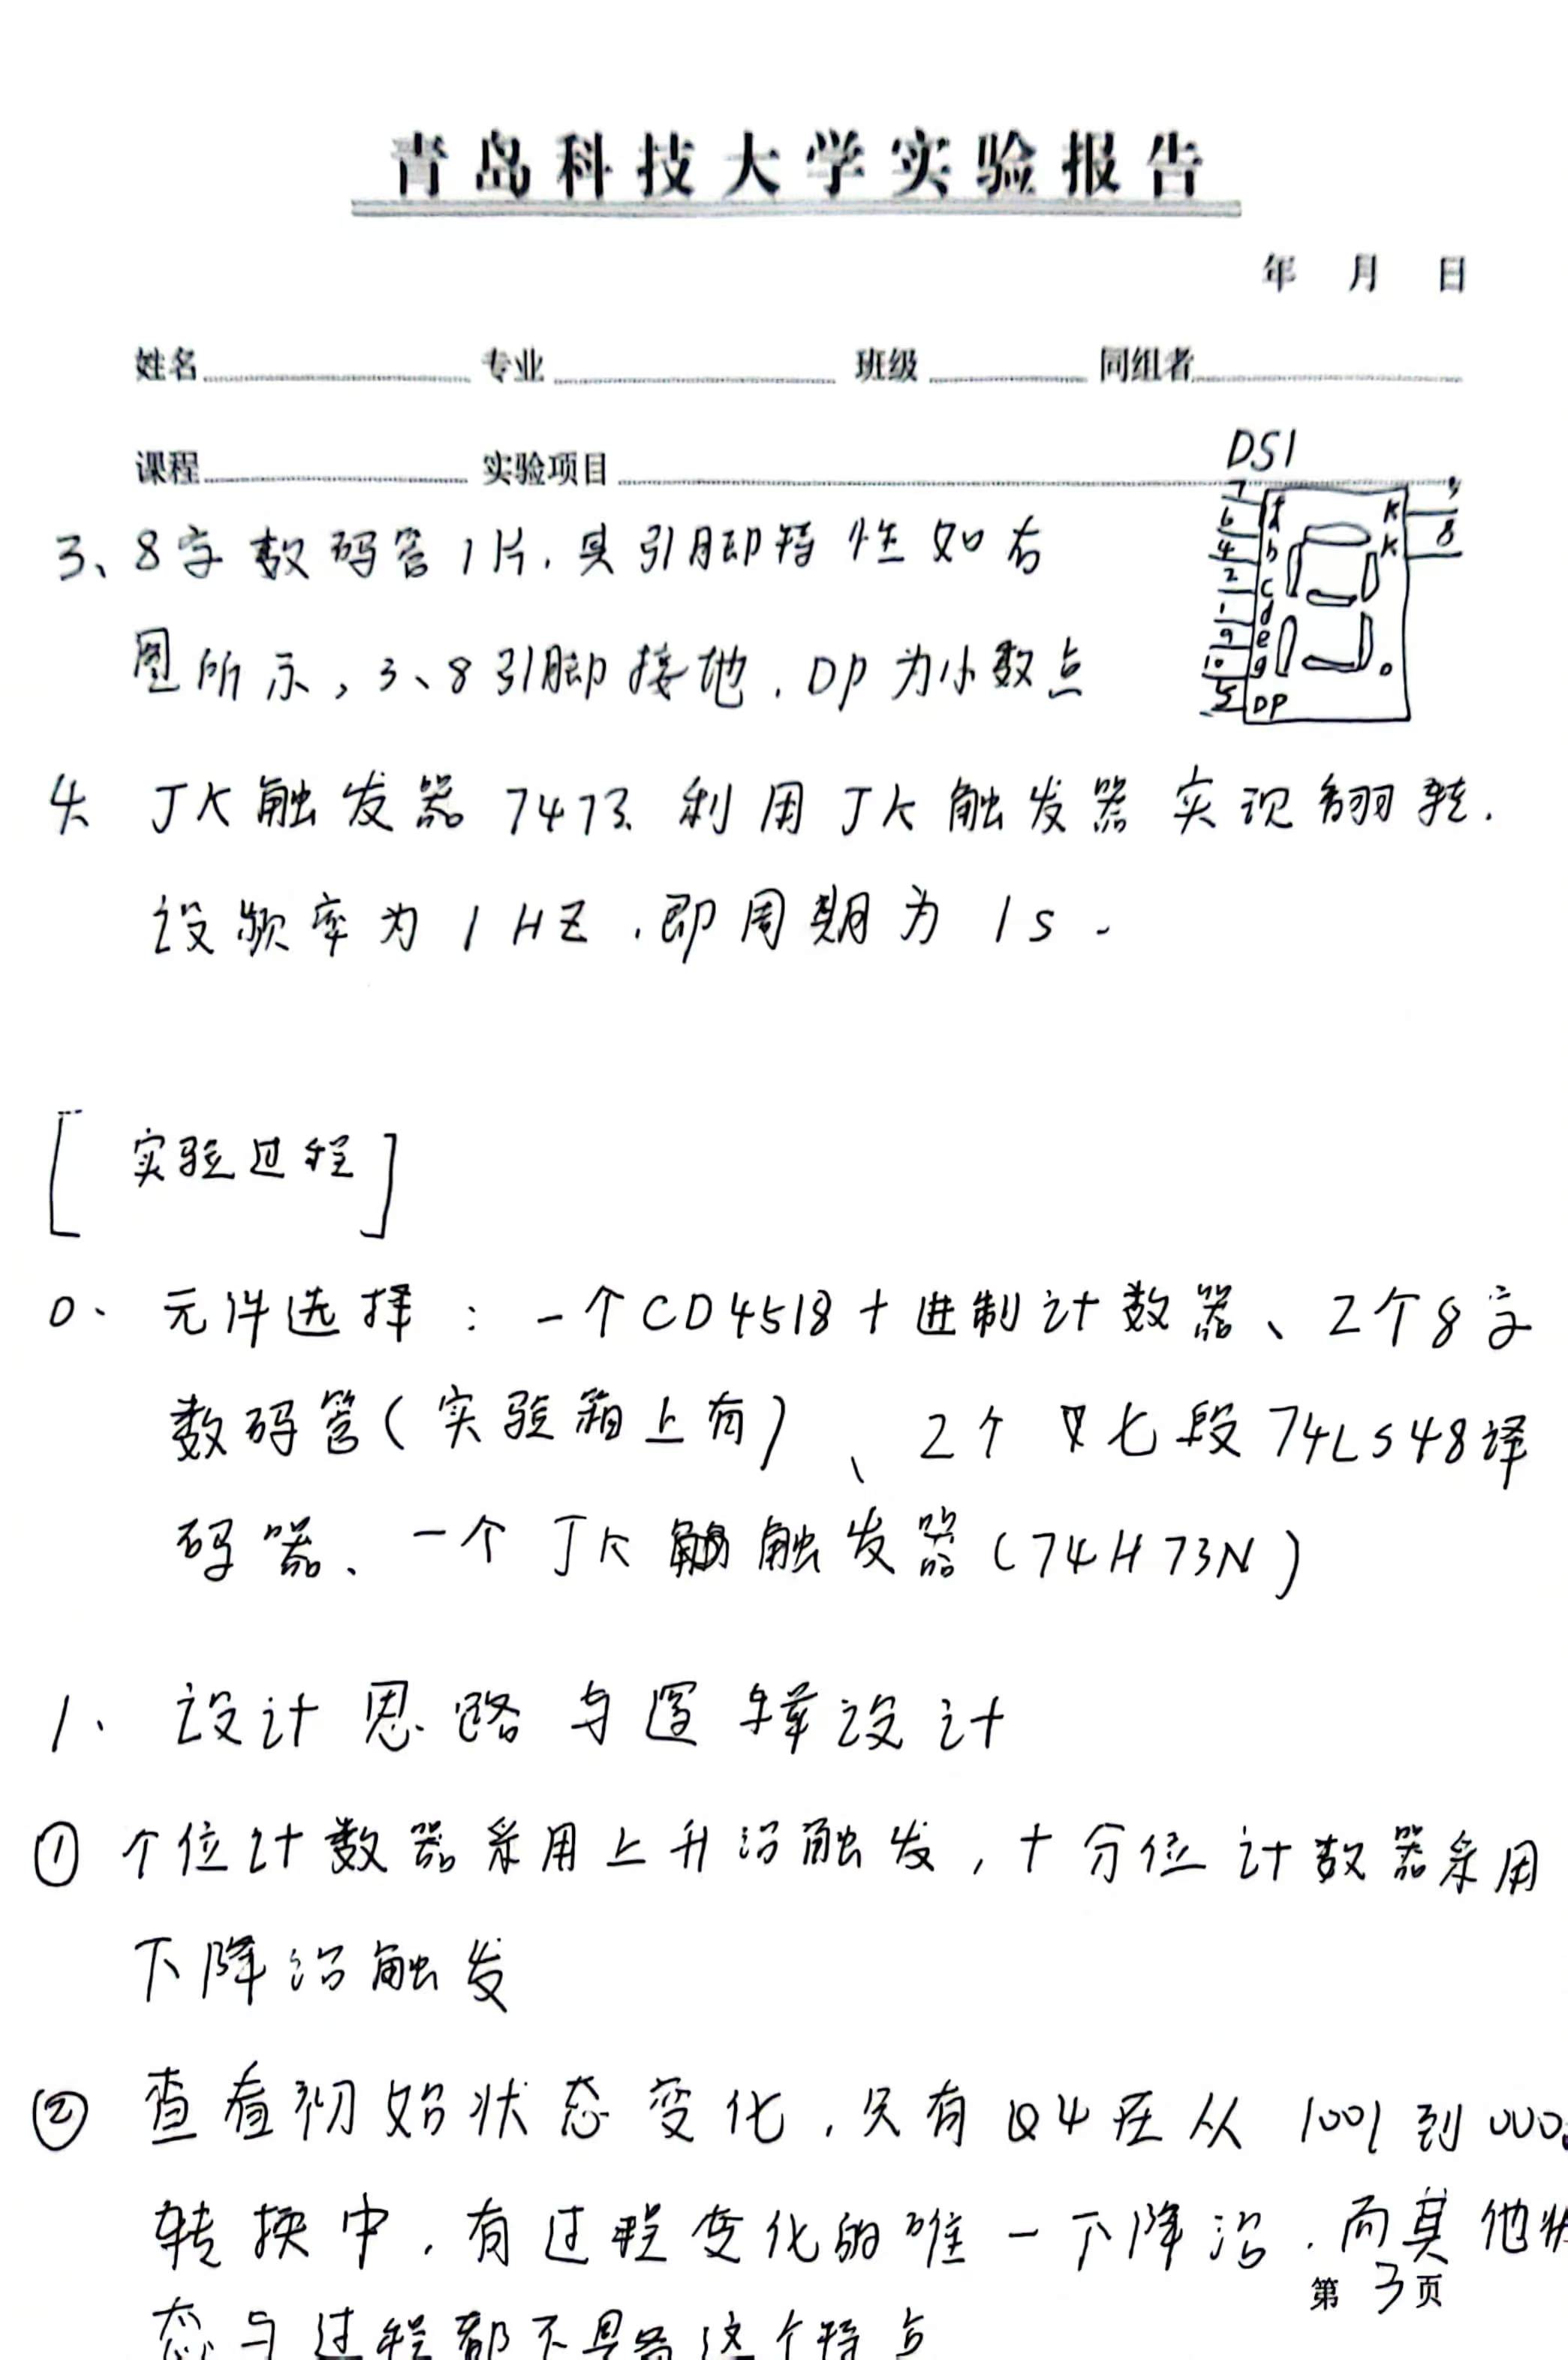 青岛科技大学实验报告
年 月 日
姓名 专业 班级 同组者
课程 实验项目
DS1
7
6
4
2
1
9
10
5
b
c
d
e
g
DP
K
K
8
3、8字数码管1片,其引脚特性如右
图所示,3、8引脚接地,DP为小数点
4. JK触发器7473.利用JK触发器实现翻转.
设频率为1HZ,即周期为1s.
[实验过程]
0. 元件选择:一个CD4518十进制计数器、2个8字
数码管(实验箱上有)、2个 七段74LS48译
码器、一个JK触发器(74H73N)
1. 设计思路与逻辑设计
① 个位计数器采用上升沿触发,十分位计数器采用
下降沿触发
② 查看初始状态变化,只有Q4在从1001到0000
转换中,有过程变化的唯一下降沿,而其他状
态与过程都不具备这个特点
第3页